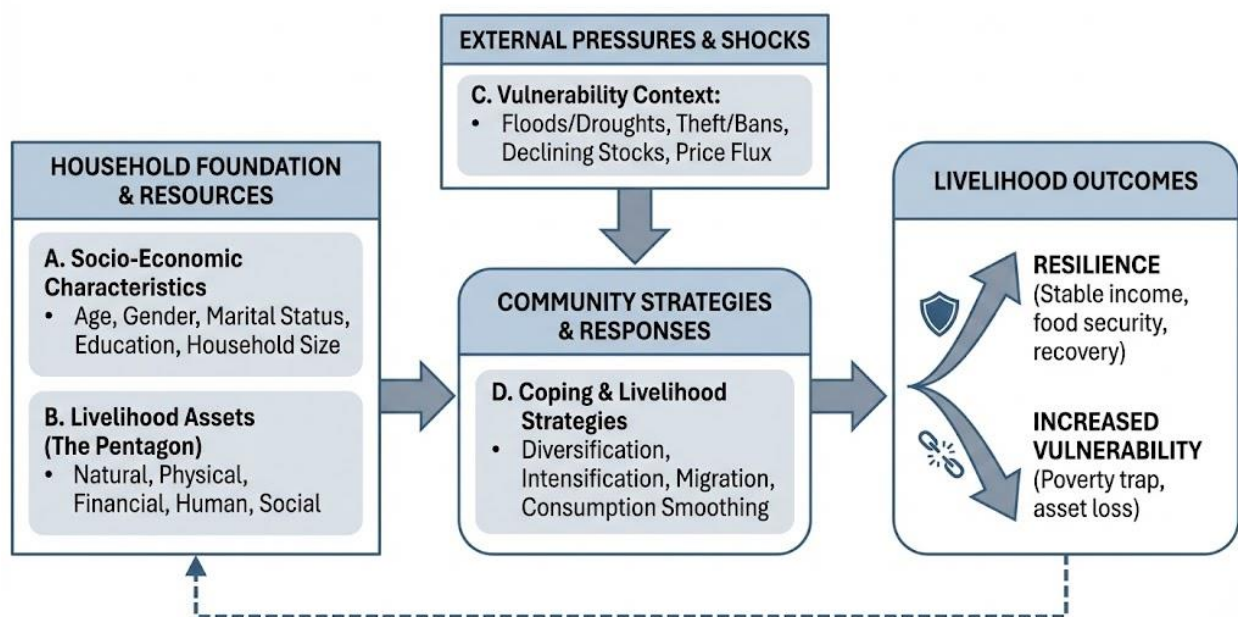 EXTERNAL PRESSURES & SHOCKS
C. Vulnerability Context:
• Floods/Droughts, Theft/Bans,
Declining Stocks, Price Flux
HOUSEHOLD FOUNDATION
& RESOURCES
A. Socio-Economic
Characteristics
• Age, Gender, Marital Status,
Education, Household Size
B. Livelihood Assets
(The Pentagon)
• Natural, Physical,
Financial, Human, Social
COMMUNITY STRATEGIES
& RESPONSES
D. Coping & Livelihood
Strategies
• Diversification,
Intensification, Migration,
Consumption Smoothing
LIVELIHOOD OUTCOMES
RESILIENCE
(Stable income,
food security,
recovery)
INCREASED
VULNERABILITY
(Poverty trap,
asset loss)